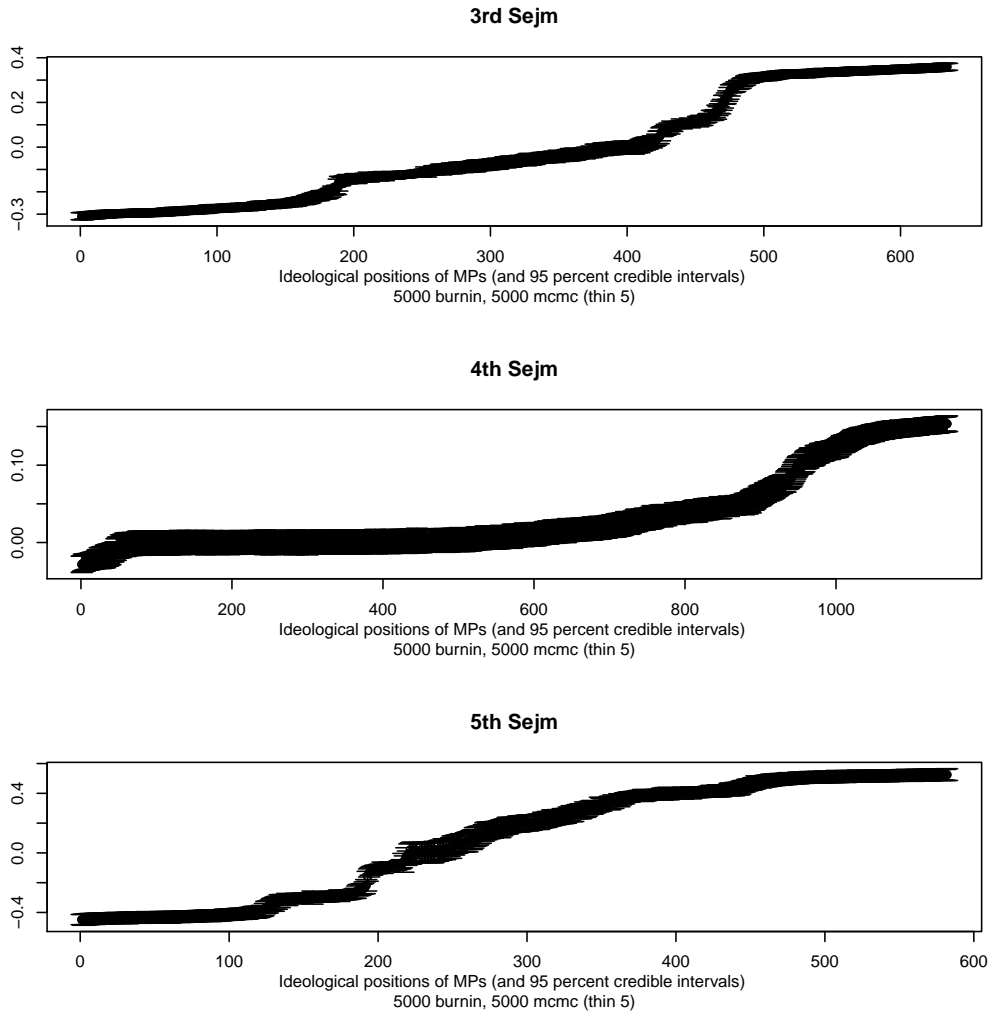 3rd Sejm
0.4
0.2
0.0
−0.3
0 100 200 300 400 500 600
Ideological positions of MPs (and 95 percent credible intervals)
5000 burnin, 5000 mcmc (thin 5)
4th Sejm
0.10
0.00
0 200 400 600 800 1000
Ideological positions of MPs (and 95 percent credible intervals)
5000 burnin, 5000 mcmc (thin 5)
5th Sejm
0.4
0.0
−0.4
0 100 200 300 400 500 600
Ideological positions of MPs (and 95 percent credible intervals)
5000 burnin, 5000 mcmc (thin 5)